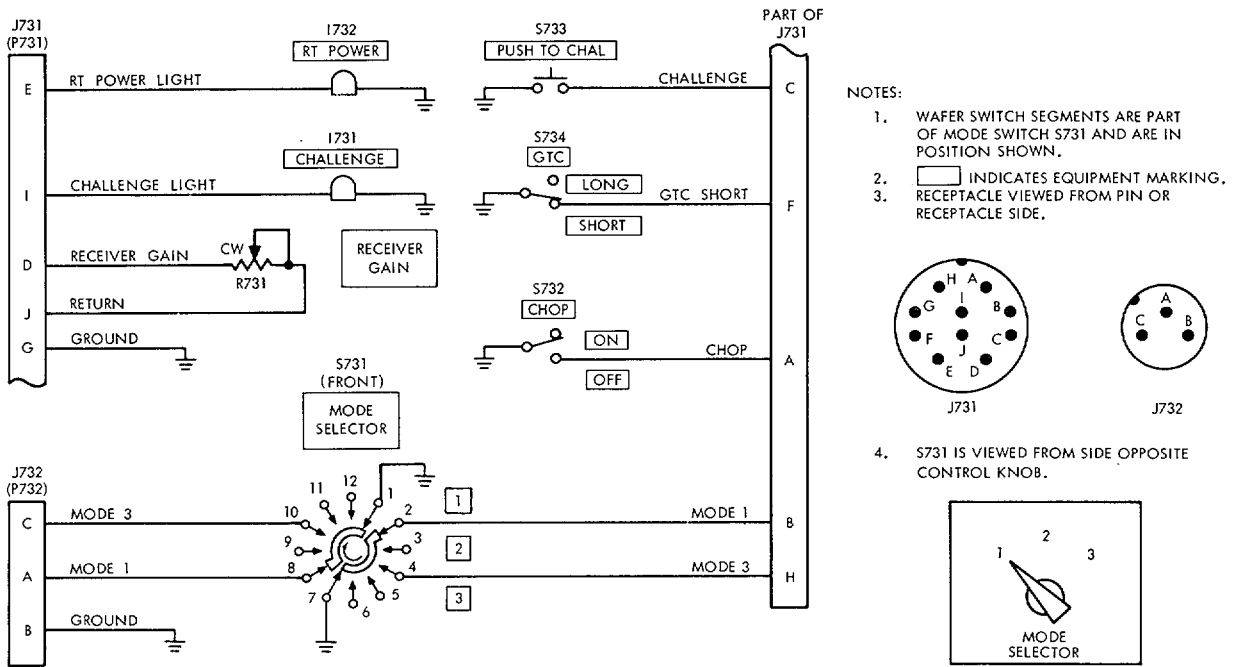 J731
(P731)
E
RT POWER LIGHT
I732
RT POWER
I
CHALLENGE LIGHT
I731
CHALLENGE
D
RECEIVER GAIN
CW
R731
RECEIVER
GAIN
J
RETURN
G
GROUND
S733
PUSH TO CHAL
CHALLENGE
PART OF
J731
C
S734
GTC
LONG
SHORT
GTC SHORT
F
S732
CHOP
ON
OFF
CHOP
A
S731
(FRONT)
MODE
SELECTOR
J732
(P732)
C
MODE 3
A
MODE 1
B
GROUND
1
2
3
4
5
6
7
8
9
10
11
12
1
2
3
MODE 1
B
MODE 3
H
NOTES:
1. WAFER SWITCH SEGMENTS ARE PART
OF MODE SWITCH S731 AND ARE IN
POSITION SHOWN.
2. INDICATES EQUIPMENT MARKING.
3. RECEPTACLE VIEWED FROM PIN OR
RECEPTACLE SIDE.
H A
G I B
F J C
E D
J731
A
C B
J732
4. S731 IS VIEWED FROM SIDE OPPOSITE
CONTROL KNOB.
1 2 3
MODE
SELECTOR